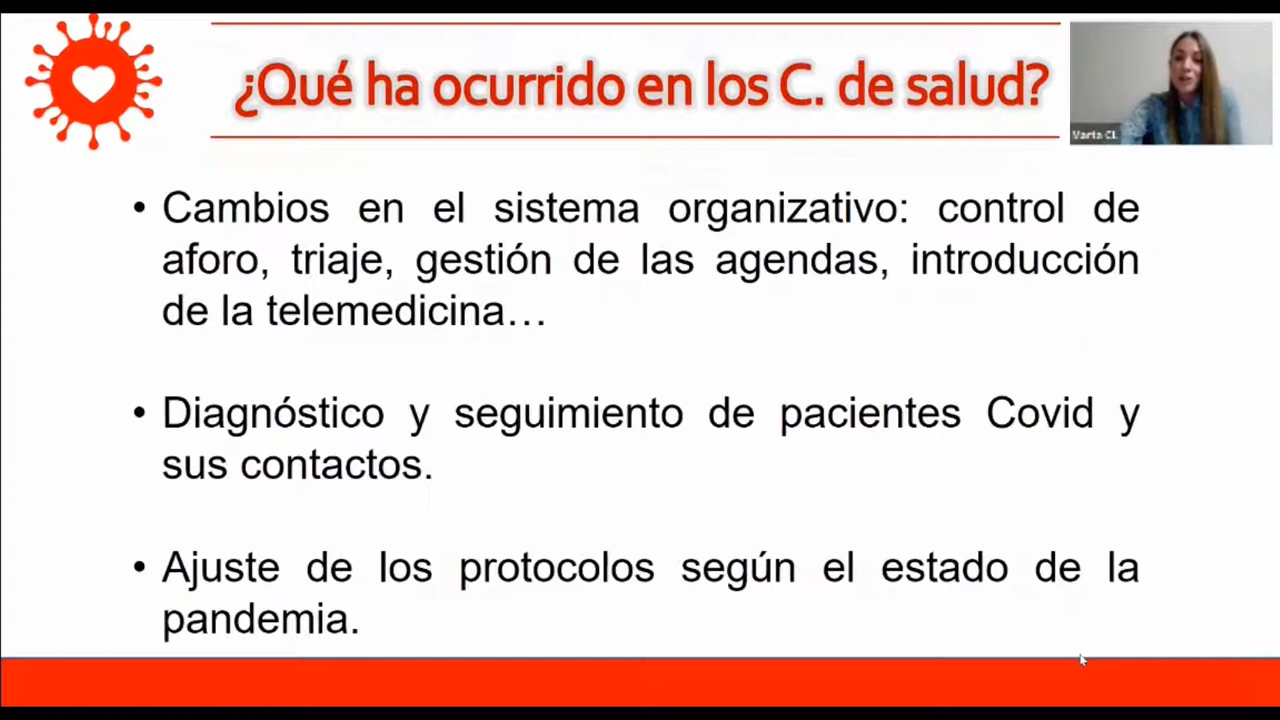 ¿Qué ha ocurrido en los C. de salud?
Marta Cl.
• Cambios en el sistema organizativo: control de
aforo, triaje, gestión de las agendas, introducción
de la telemedicina…
• Diagnóstico y seguimiento de pacientes Covid y
sus contactos.
• Ajuste de los protocolos según el estado de la
pandemia.